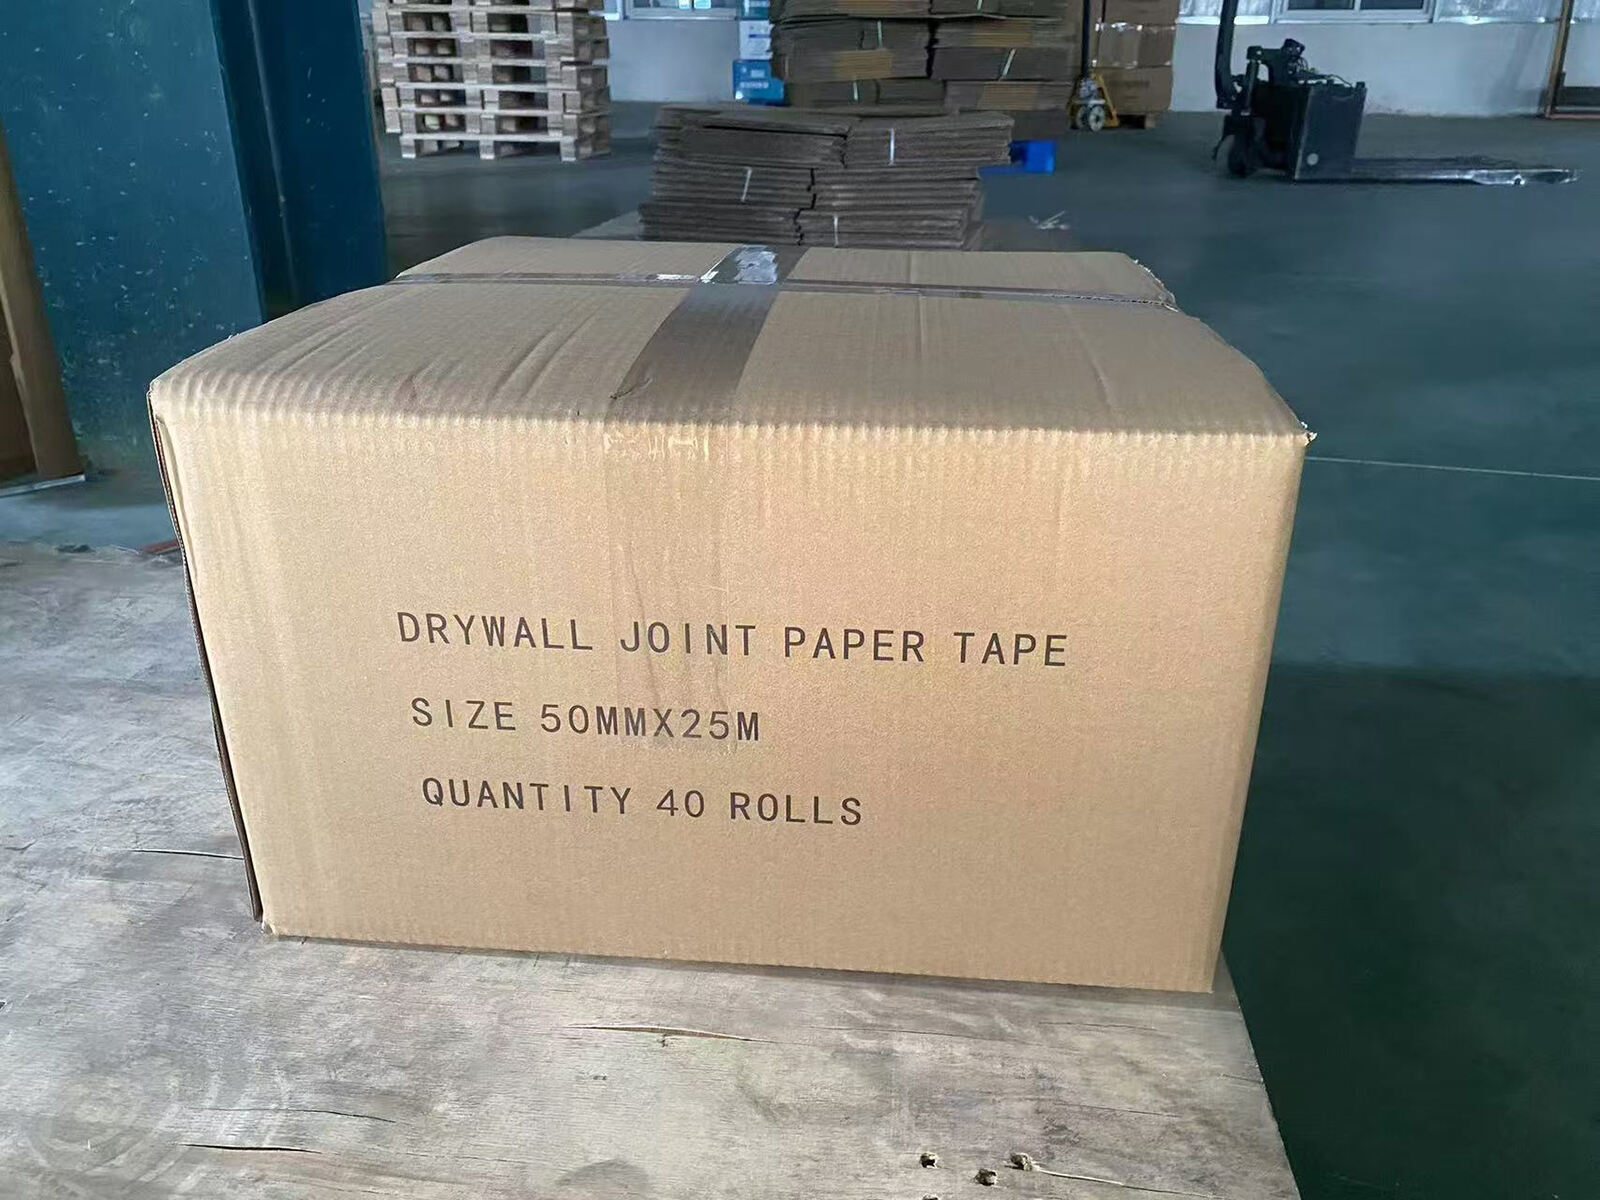 DRYWALL JOINT PAPER TAPE
SIZE 50MMX25M
QUANTITY 40 ROLLS